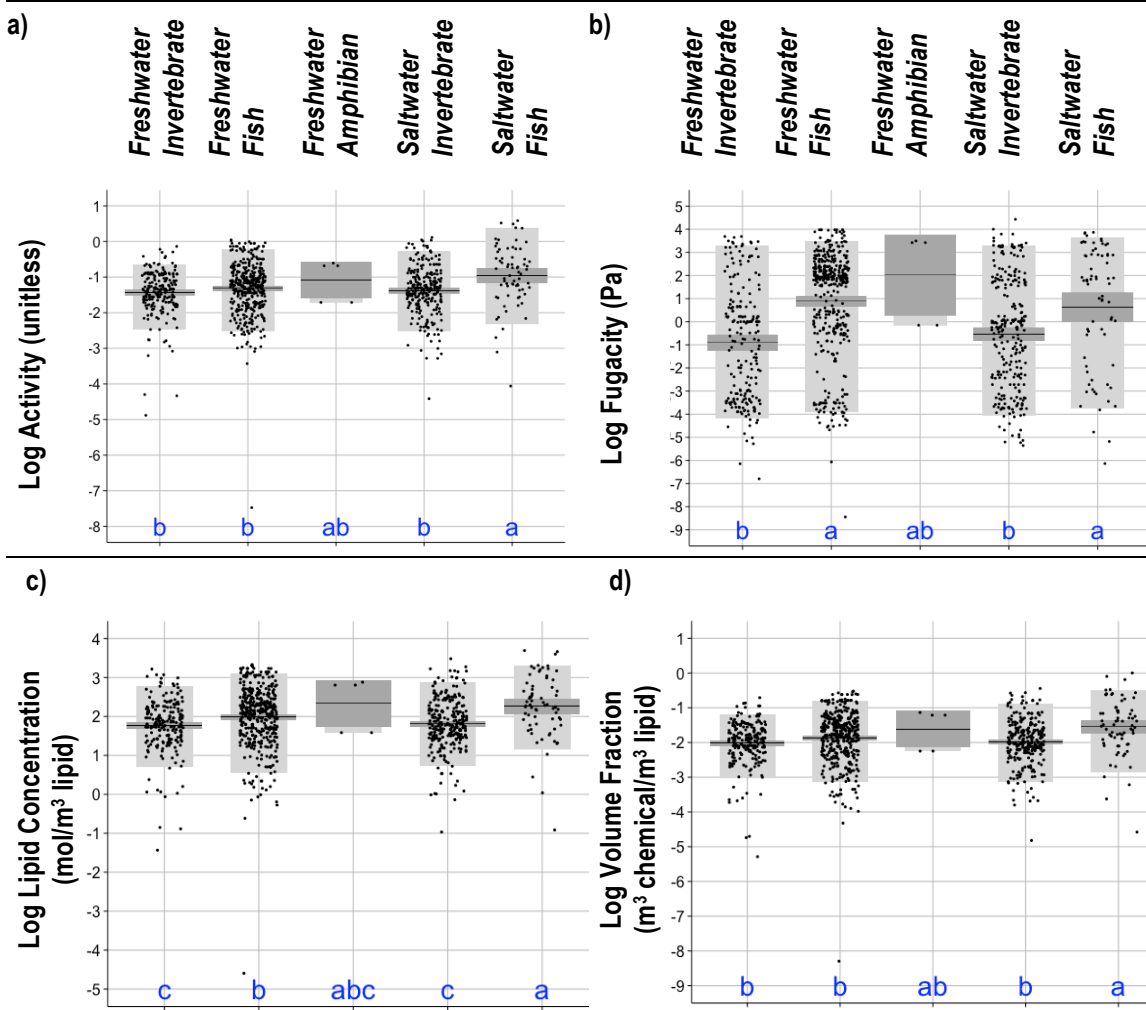 a)
Freshwater
Invertebrate
Freshwater
Fish
Freshwater
Amphibian
Saltwater
Invertebrate
Saltwater
Fish
Log Activity (unitless)
1
0
-1
-2
-3
-4
-5
-6
-7
-8
b b ab b a
b)
Freshwater
Invertebrate
Freshwater
Fish
Freshwater
Amphibian
Saltwater
Invertebrate
Saltwater
Fish
Log Fugacity (Pa)
5
4
3
2
1
0
-1
-2
-3
-4
-5
-6
-7
-8
-9
b a ab b a
c)
Log Lipid Concentration
(mol/m³ lipid)
4
3
2
1
0
-1
-2
-3
-4
-5
c b abc c a
d)
Log Volume Fraction
(m³ chemical/m³ lipid)
1
0
-1
-2
-3
-4
-5
-6
-7
-8
-9
b b ab b a